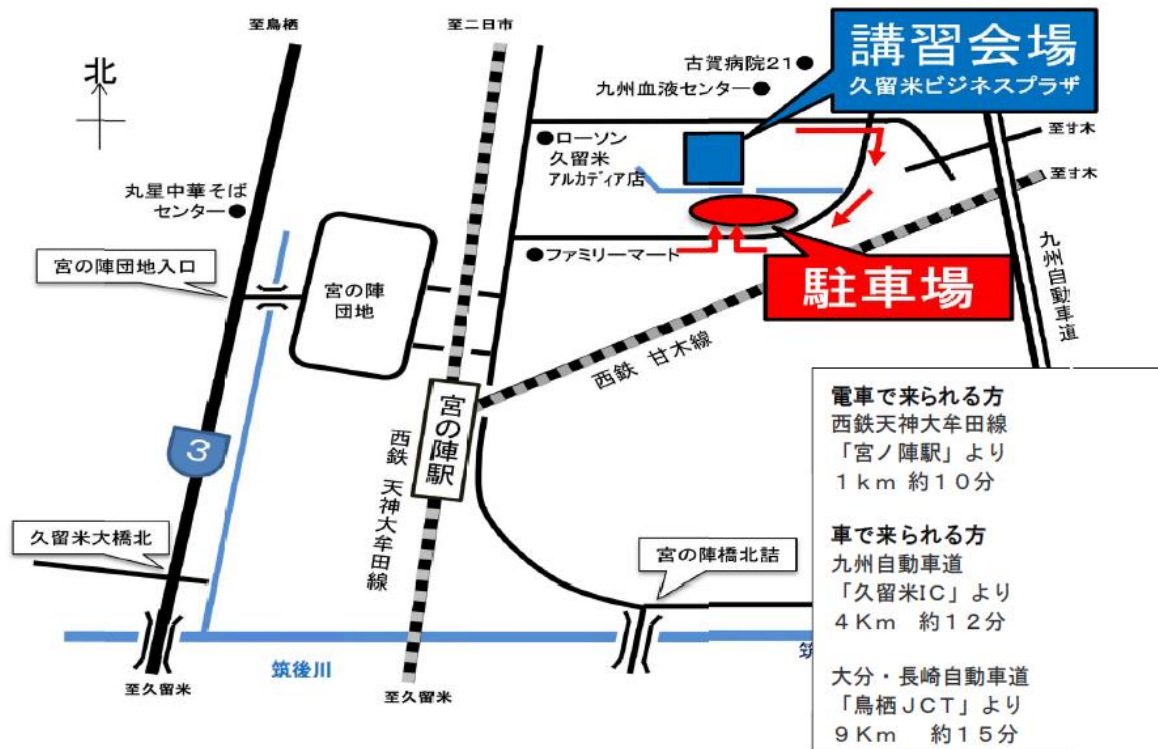 至鳥栖
至二日市
講習会場
久留米ビジネスプラザ
古賀病院21
九州血液センター
北
ローソン
久留米
アルカディア店
至甘木
至甘木
丸星中華そば
センター
ファミリーマート
駐車場
宮の陣団地入口
宮の陣
団地
九州自動車道
西鉄 甘木線
宮の陣駅
西鉄 天神大牟田線
3
久留米大橋北
宮の陣橋北詰
筑後川
至久留米
至久留米
電車で来られる方
西鉄天神大牟田線
「宮ノ陣駅」より
1km 約10分
車で来られる方
九州自動車道
「久留米IC」より
4Km 約12分
大分・長崎自動車道
「鳥栖JCT」より
9Km 約15分